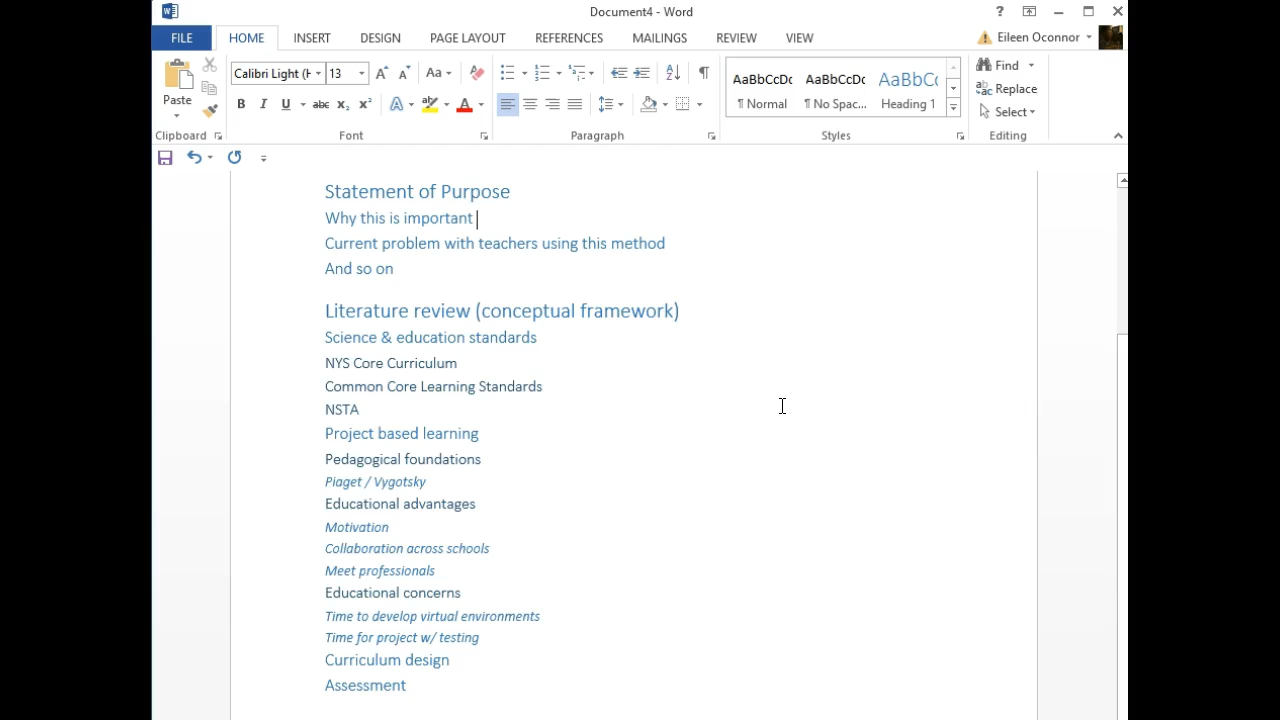 Document4 - Word
?
FILE HOME INSERT DESIGN PAGE LAYOUT REFERENCES MAILINGS REVIEW VIEW Eileen Oconnor
Calibri Light (H 13 Aa
Paste
B I U abc x₂ x² A ab A
AaBbCcDc AaBbCcDc AaBbCc
¶ Normal ¶ No Spac... Heading 1
Find
Replace
Select
Clipboard Font Paragraph Styles Editing
Statement of Purpose
Why this is important
Current problem with teachers using this method
And so on
Literature review (conceptual framework)
Science & education standards
NYS Core Curriculum
Common Core Learning Standards
NSTA
Project based learning
Pedagogical foundations
Piaget / Vygotsky
Educational advantages
Motivation
Collaboration across schools
Meet professionals
Educational concerns
Time to develop virtual environments
Time for project w/ testing
Curriculum design
Assessment